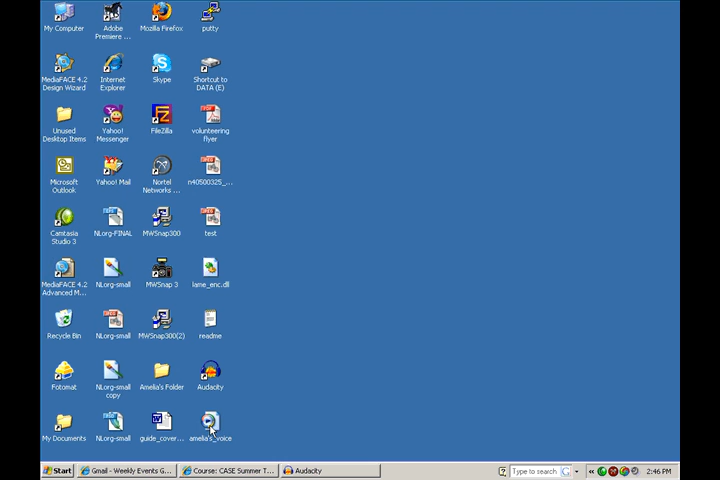 My Computer
Adobe
Premiere ...
Mozilla Firefox
putty
MediaFACE 4.2
Design Wizard
Internet
Explorer
Skype
Shortcut to
DATA (E)
Unused
Desktop Items
Yahoo!
Messenger
FileZilla
volunteering
flyer
Microsoft
Outlook
Yahoo! Mail
Nortel
Networks ...
n40500325_...
Camtasia
Studio 3
NLorg-FINAL
MWSnap300
test
MediaFACE 4.2
Advanced M...
NLorg-small
MWSnap 3
lame_enc.dll
Recycle Bin
NLorg-small
MWSnap300(2)
readme
Fotomat
NLorg-small
copy
Amelia's Folder
Audacity
My Documents
NLorg-small
guide_cover...
amelia's_voice
Start
Gmail - Weekly Events G...
Course: CASE Summer T...
Audacity
Type to search
2:46 PM